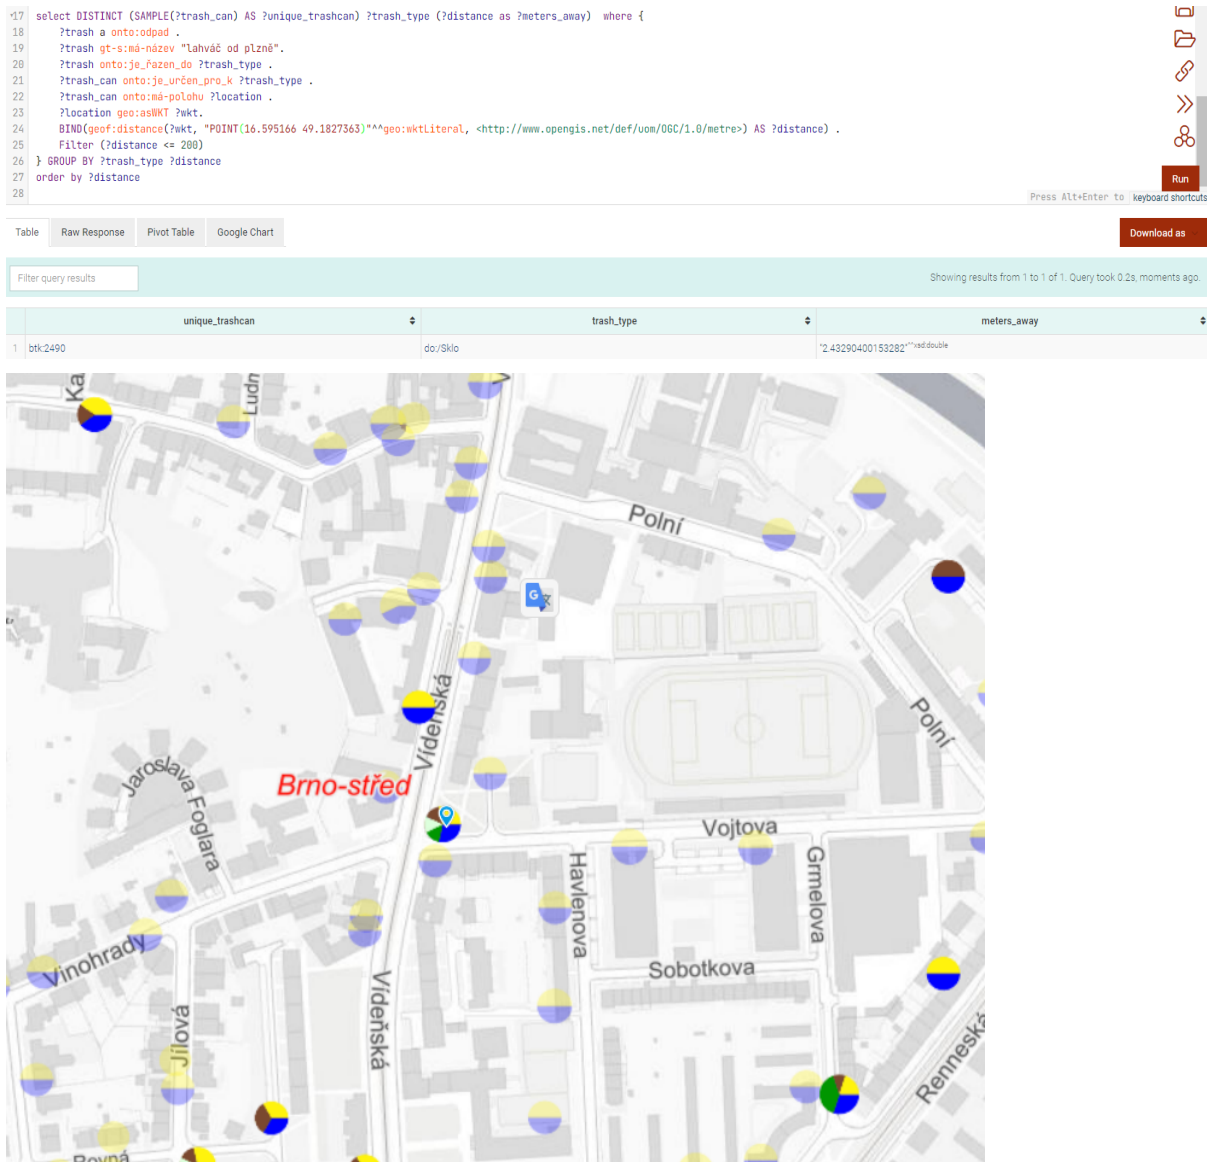 17 select DISTINCT (SAMPLE(?trash_can) AS ?unique_trashcan) ?trash_type (?distance as ?meters_away)  where {
18 ?trash a onto:odpad .
19 ?trash gt-s:má-název "lahváč od plzně".
20 ?trash onto:je_řazen_do ?trash_type .
21 ?trash_can onto:je_určen_pro_k ?trash_type .
22 ?trash_can onto:má-polohu ?location .
23 ?location geo:asWKT ?wkt.
24 BIND(geof:distance(?wkt, "POINT(16.595166 49.1827363)"^^geo:wktLiteral, <http://www.opengis.net/def/uom/OGC/1.0/metre>) AS ?distance) .
25 Filter (?distance <= 200)
26 } GROUP BY ?trash_type ?distance
27 order by ?distance
28
Run
Press Alt+Enter to keyboard shortcuts
Table Raw Response Pivot Table Google Chart
Download as
Filter query results
Showing results from 1 to 1 of 1. Query took 0.2s, moments ago.
unique_trashcan trash_type meters_away
1 btk:2490 do:/Sklo "2.43290400153282"^^xsd:double
Ka
Ludm
V
Polní
G
Vídeňská
Polní
Jaroslava Foglara
Brno-střed
Vojtova
Havlenova
Grmelova
Vinohrady
Sobotkova
Vídeňská
Jílová
Renneská
Rovná